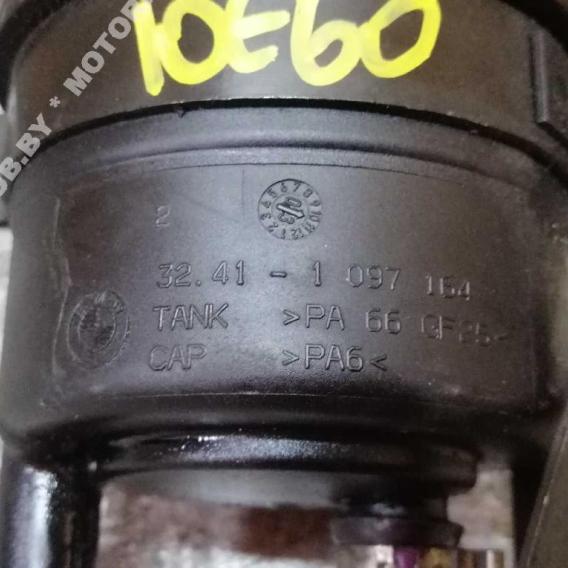 10E60
2
32.41 - 1 097 164
TANK >PA 66 GF25<
CAP >PA6<